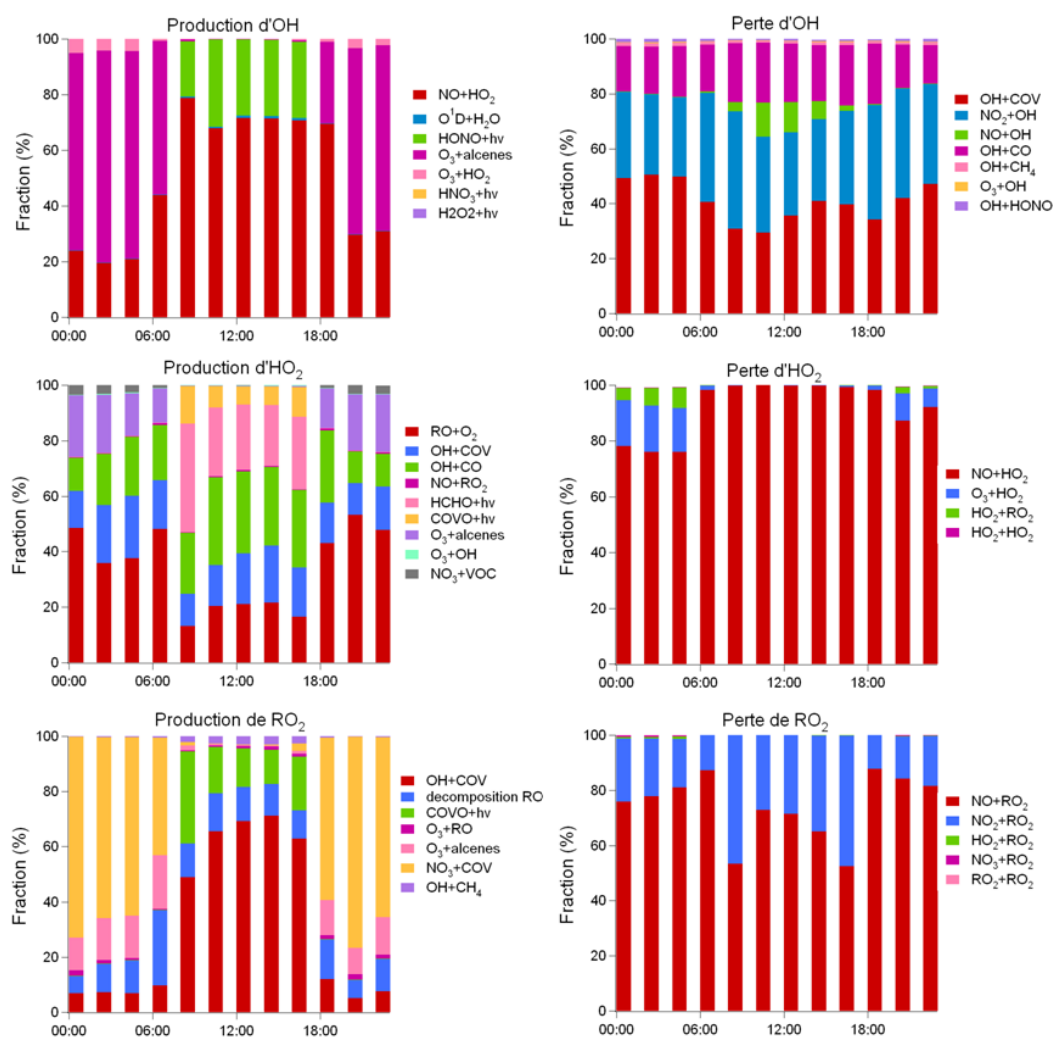 Production d'OH
Fraction (%)
100
80
60
40
20
0
00:00 06:00 12:00 18:00
NO+HO₂
O¹D+H₂O
HONO+hv
O₃+alcenes
O₃+HO₂
HNO₃+hv
H2O2+hv
Perte d'OH
Fraction (%)
100
80
60
40
20
0
00:00 06:00 12:00 18:00
OH+COV
NO₂+OH
NO+OH
OH+CO
OH+CH₄
O₃+OH
OH+HONO
Production d'HO₂
Fraction (%)
100
80
60
40
20
0
00:00 06:00 12:00 18:00
RO+O₂
OH+COV
OH+CO
NO+RO₂
HCHO+hv
COVO+hv
O₃+alcenes
O₃+OH
NO₃+VOC
Perte d'HO₂
Fraction (%)
100
80
60
40
20
0
00:00 06:00 12:00 18:00
NO+HO₂
O₃+HO₂
HO₂+RO₂
HO₂+HO₂
Production de RO₂
Fraction (%)
100
80
60
40
20
0
00:00 06:00 12:00 18:00
OH+COV
decomposition RO
COVO+hv
O₃+RO
O₃+alcenes
NO₃+COV
OH+CH₄
Perte de RO₂
Fraction (%)
100
80
60
40
20
0
00:00 06:00 12:00 18:00
NO+RO₂
NO₂+RO₂
HO₂+RO₂
NO₃+RO₂
RO₂+RO₂